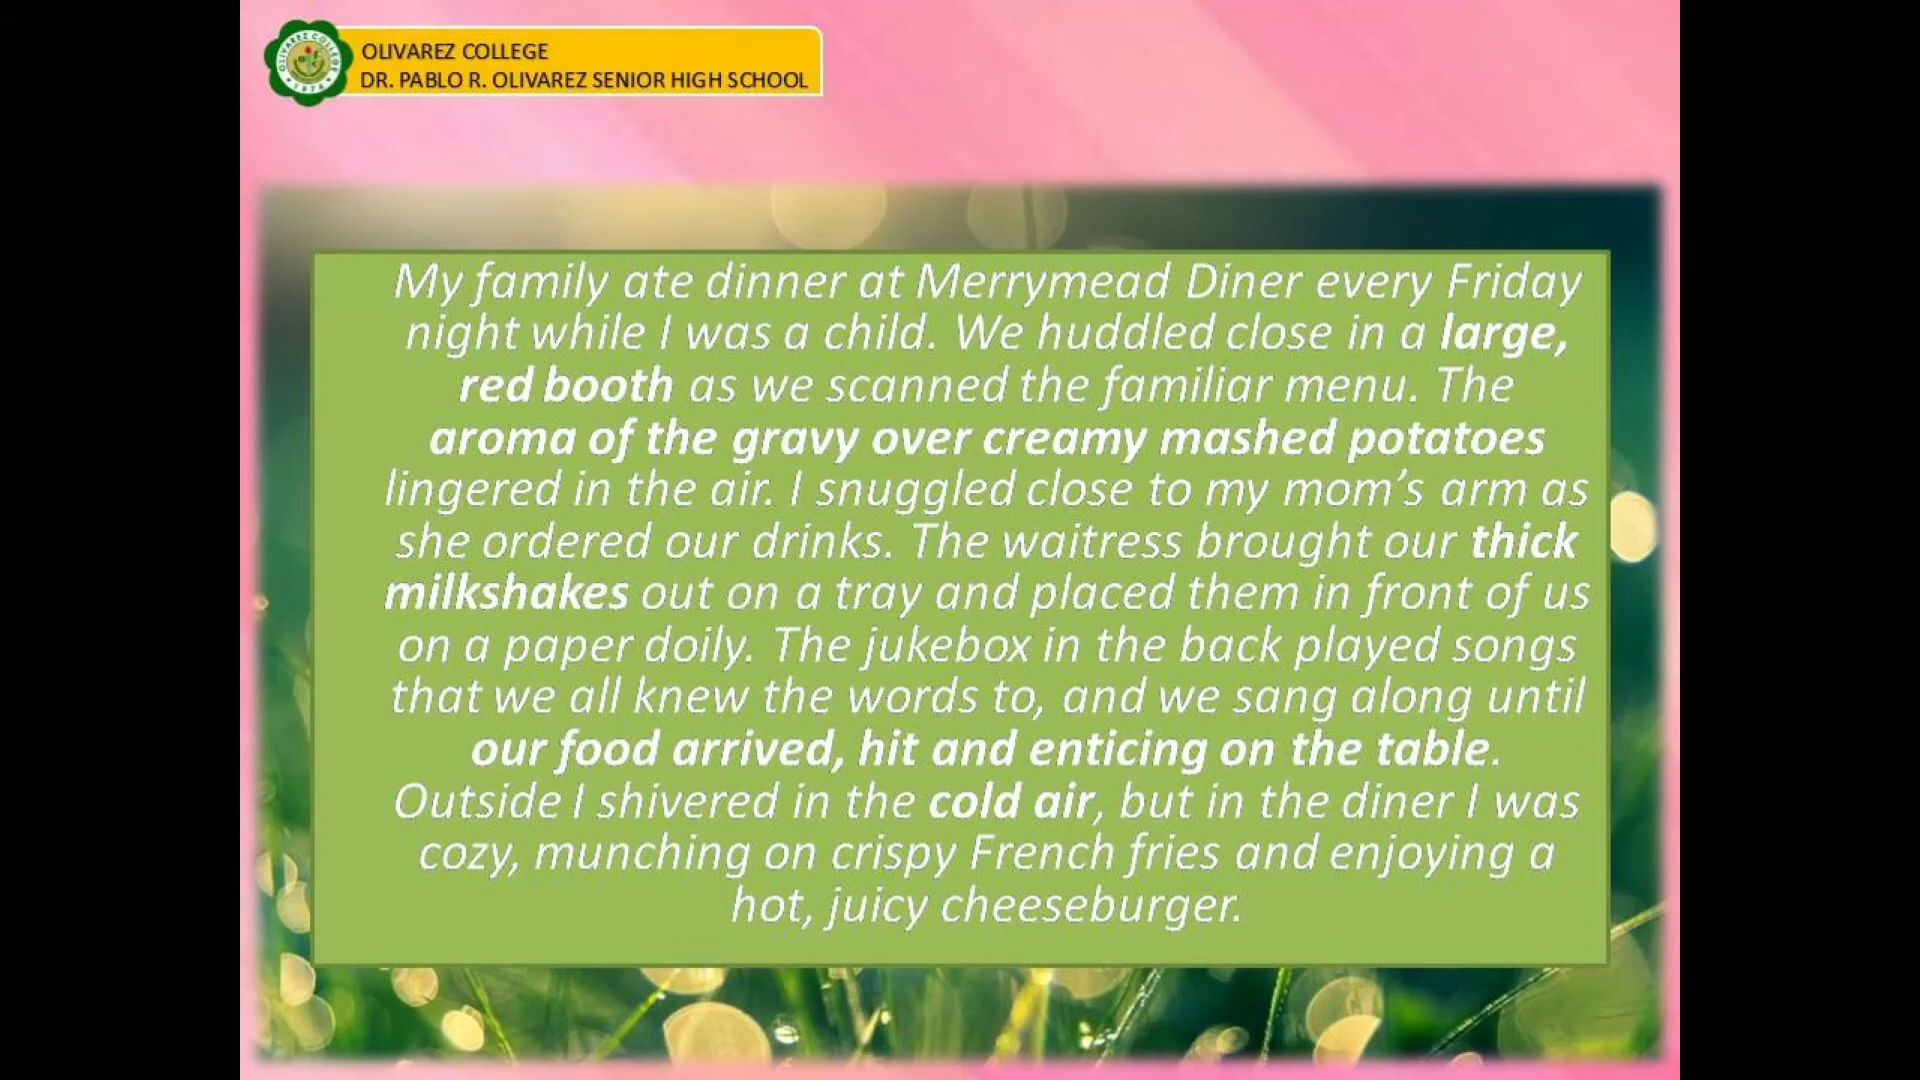 OLIVAREZ COLLEGE
DR. PABLO R. OLIVAREZ SENIOR HIGH SCHOOL
My family ate dinner at Merrymead Diner every Friday
night while I was a child. We huddled close in a large,
red booth as we scanned the familiar menu. The
aroma of the gravy over creamy mashed potatoes
lingered in the air. I snuggled close to my mom’s arm as
she ordered our drinks. The waitress brought our thick
milkshakes out on a tray and placed them in front of us
on a paper doily. The jukebox in the back played songs
that we all knew the words to, and we sang along until
our food arrived, hit and enticing on the table.
Outside I shivered in the cold air, but in the diner I was
cozy, munching on crispy French fries and enjoying a
hot, juicy cheeseburger.